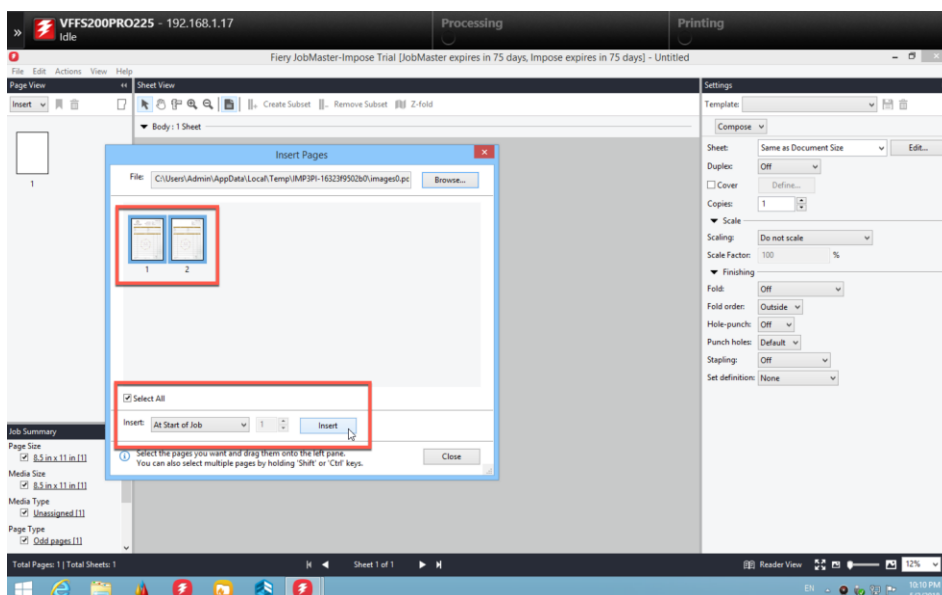 VFFS200PRO225 - 192.168.1.17
Idle
Processing
Printing
Fiery JobMaster-Impose Trial [JobMaster expires in 75 days, Impose expires in 75 days] - Untitled
File Edit Actions View Help
Page View
Sheet View
Settings
Insert
Create Subset
Remove Subset
Z-fold
Template:
Body : 1 Sheet
Compose
Insert Pages
Sheet: Same as Document Size Edit...
File: C:\Users\Admin\AppData\Local\Temp\IMP3PI-16323f9502b0\images0.pc Browse...
Duplex: Off
Cover Define...
1
Copies: 1
Scale
Scaling: Do not scale
Scale Factor: 100 %
1 2
Finishing
Fold: Off
Fold order: Outside
Hole-punch: Off
Punch holes: Default
Stapling: Off
Set definition: None
Select All
Insert: At Start of Job 1 Insert
Select the pages you want and drag them onto the left pane.
You can also select multiple pages by holding 'Shift' or 'Ctrl' keys.
Close
Job Summary
Page Size
8.5 in x 11 in [1]
Media Size
8.5 in x 11 in [1]
Media Type
Unassigned [1]
Page Type
Odd pages [1]
Total Pages: 1 | Total Sheets: 1
Sheet 1 of 1
Reader View
12%
EN
10:10 PM